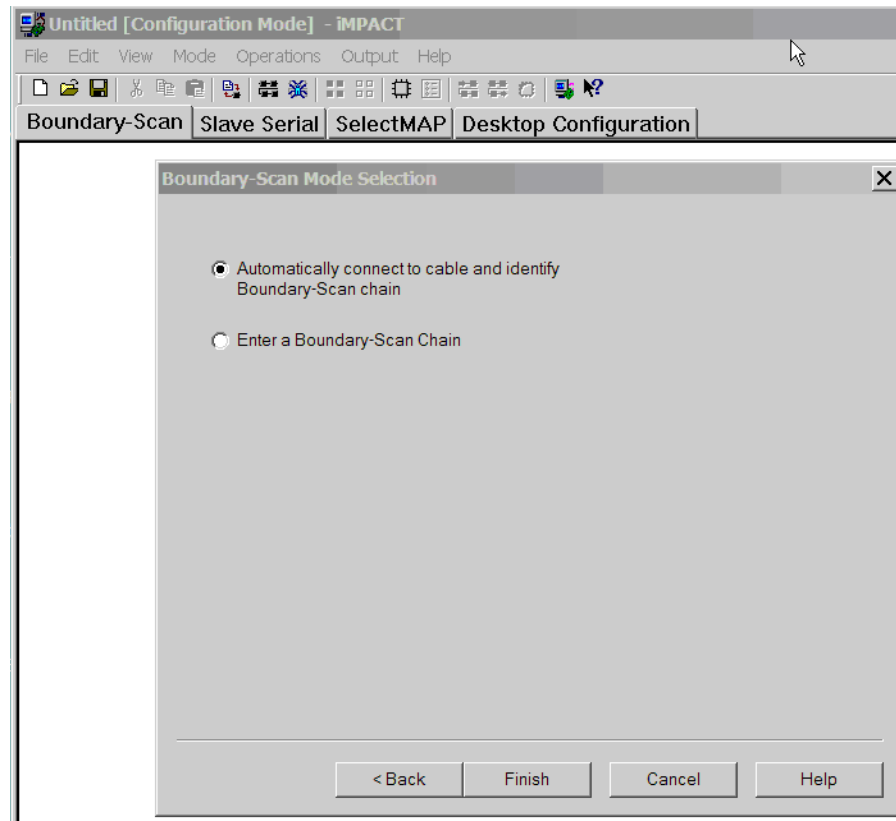 Untitled [Configuration Mode] - iMPACT
File Edit View Mode Operations Output Help
Boundary-Scan Slave Serial SelectMAP Desktop Configuration
Boundary-Scan Mode Selection
Automatically connect to cable and identify
Boundary-Scan chain
Enter a Boundary-Scan Chain
< Back Finish Cancel Help